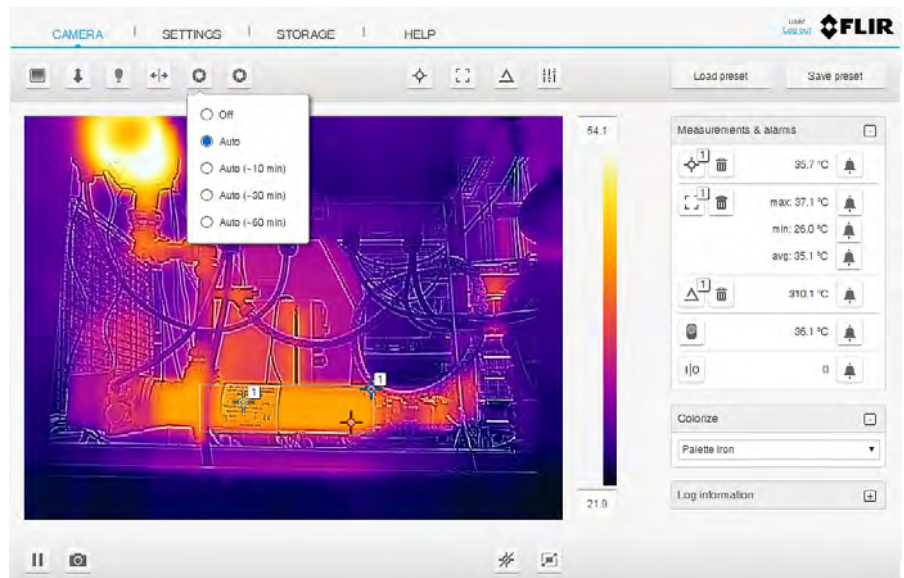 user
CAMERA SETTINGS STORAGE HELP
Log out
FLIR
Load preset Save preset
Off
Auto
Auto (~10 min)
Auto (~30 min)
Auto (~60 min)
54.1
21.9
1
1
Measurements & alarms
1
35.7 °C
1
max: 37.1 °C
min: 26.0 °C
avg: 35.1 °C
1
310.1 °C
36.1 °C
I|O 0
Colorize
Palette Iron
Log information